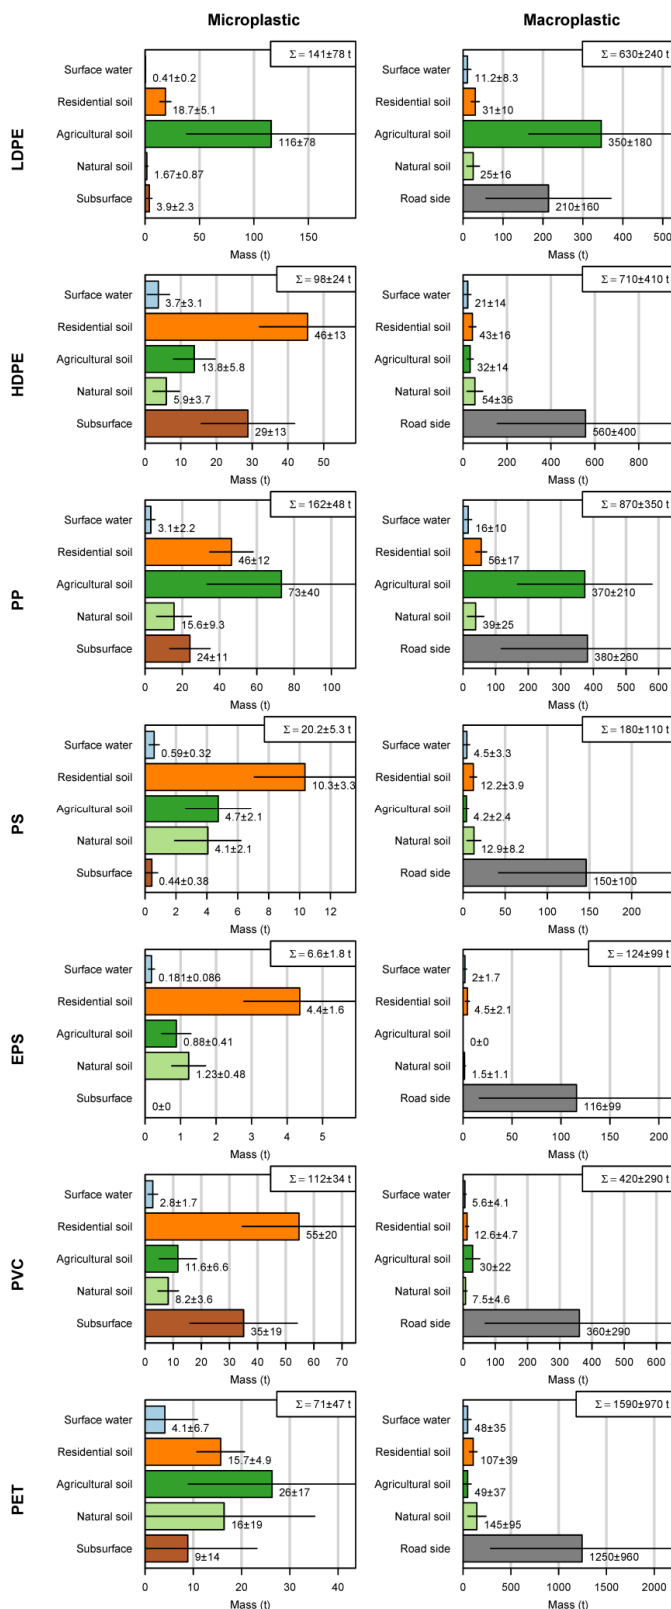 Microplastic Macroplastic
LDPE
Σ = 141±78 t
Surface water 0.41±0.2
Residential soil 18.7±5.1
Agricultural soil 116±78
Natural soil 1.67±0.87
Subsurface 3.9±2.3
0 50 100 150
Mass (t)
Σ = 630±240 t
Surface water 11.2±8.3
Residential soil 31±10
Agricultural soil 350±180
Natural soil 25±16
Road side 210±160
0 100 200 300 400 500
Mass (t)
HDPE
Σ = 98±24 t
Surface water 3.7±3.1
Residential soil 46±13
Agricultural soil 13.8±5.8
Natural soil 5.9±3.7
Subsurface 29±13
0 10 20 30 40 50
Mass (t)
Σ = 710±410 t
Surface water 21±14
Residential soil 43±16
Agricultural soil 32±14
Natural soil 54±36
Road side 560±400
0 200 400 600 800
Mass (t)
PP
Σ = 162±48 t
Surface water 3.1±2.2
Residential soil 46±12
Agricultural soil 73±40
Natural soil 15.6±9.3
Subsurface 24±11
0 20 40 60 80 100
Mass (t)
Σ = 870±350 t
Surface water 16±10
Residential soil 56±17
Agricultural soil 370±210
Natural soil 39±25
Road side 380±260
0 100 200 300 400 500 600
Mass (t)
PS
Σ = 20.2±5.3 t
Surface water 0.59±0.32
Residential soil 10.3±3.3
Agricultural soil 4.7±2.1
Natural soil 4.1±2.1
Subsurface 0.44±0.38
0 2 4 6 8 10 12
Mass (t)
Σ = 180±110 t
Surface water 4.5±3.3
Residential soil 12.2±3.9
Agricultural soil 4.2±2.4
Natural soil 12.9±8.2
Road side 150±100
0 50 100 150 200
Mass (t)
EPS
Σ = 6.6±1.8 t
Surface water 0.181±0.086
Residential soil 4.4±1.6
Agricultural soil 0.88±0.41
Natural soil 1.23±0.48
Subsurface 0±0
0 1 2 3 4 5
Mass (t)
Σ = 124±99 t
Surface water 2±1.7
Residential soil 4.5±2.1
Agricultural soil 0±0
Natural soil 1.5±1.1
Road side 116±99
0 50 100 150 200
Mass (t)
PVC
Σ = 112±34 t
Surface water 2.8±1.7
Residential soil 55±20
Agricultural soil 11.6±6.6
Natural soil 8.2±3.6
Subsurface 35±19
0 10 20 30 40 50 60 70
Mass (t)
Σ = 420±290 t
Surface water 5.6±4.1
Residential soil 12.6±4.7
Agricultural soil 30±22
Natural soil 7.5±4.6
Road side 360±290
0 100 200 300 400 500 600
Mass (t)
PET
Σ = 71±47 t
Surface water 4.1±6.7
Residential soil 15.7±4.9
Agricultural soil 26±17
Natural soil 16±19
Subsurface 9±14
0 10 20 30 40
Mass (t)
Σ = 1590±970 t
Surface water 48±35
Residential soil 107±39
Agricultural soil 49±37
Natural soil 145±95
Road side 1250±960
0 500 1000 1500 2000
Mass (t)